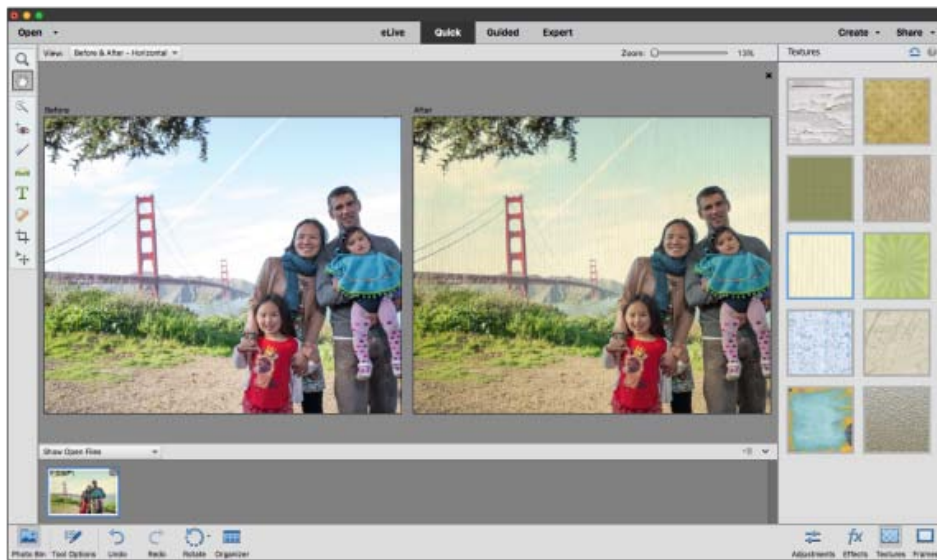 Open
eLive Quick Guided Expert
Create Share
View: Before & After - Horizontal
Zoom: 13%
Textures
Before
After
T
Show Open Files
Photo Bin Tool Options Undo Redo Rotate Organizer
fx
Adjustments Effects Textures Frames